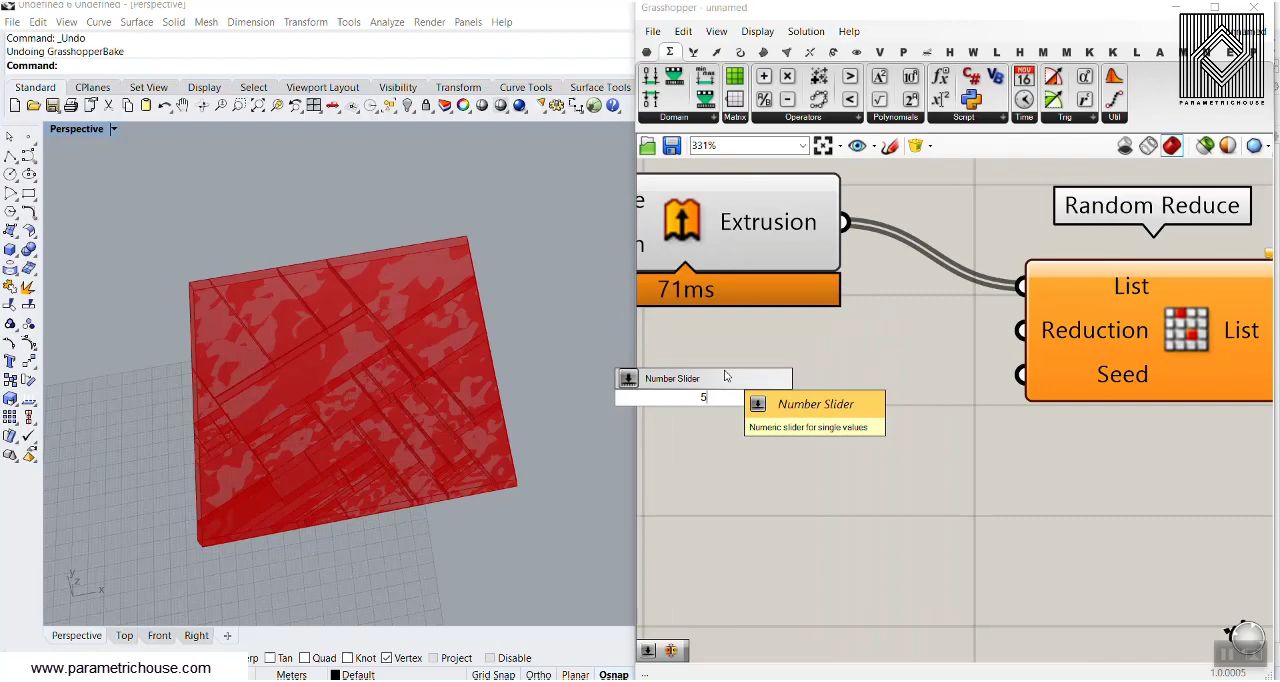 Undefined 6 Undefined - [Perspective]
File Edit View Curve Surface Solid Mesh Dimension Transform Tools Analyze Render Panels Help
Command: _Undo
Undoing GrasshopperBake
Command:
Standard CPlanes Set View Display Select Viewport Layout Visibility Transform Curve Tools Surface Tools
Perspective
y
z
x
Perspective Top Front Right
Tan Quad Knot Vertex Project Disable
Meters Default Grid Snap Ortho Planar Osnap
www.parametrichouse.com
Grasshopper - unnamed
File Edit View Display Solution Help
V P H W L H M M K K L A
PARAMETRICHOUSE
Domain Matrix Operators Polynomials Script Time Trig Util
331%
Extrusion
71ms
Random Reduce
List
Reduction
List
Seed
Number Slider
5
Number Slider
Numeric slider for single values
...
1.0.0005